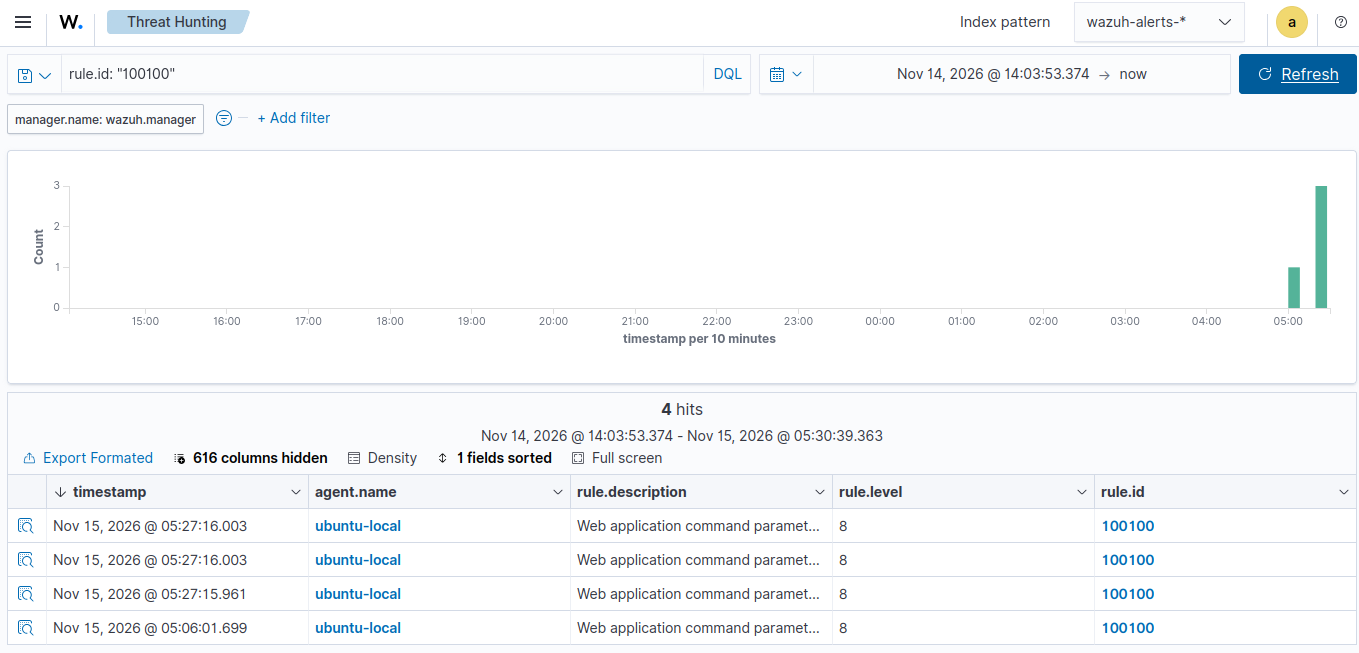 W. Threat Hunting Index pattern wazuh-alerts-* a
rule.id: "100100" DQL Nov 14, 2026 @ 14:03:53.374 → now Refresh
manager.name: wazuh.manager + Add filter
3
2
1
0
Count
15:00 16:00 17:00 18:00 19:00 20:00 21:00 22:00 23:00 00:00 01:00 02:00 03:00 04:00 05:00
timestamp per 10 minutes
4 hits
Nov 14, 2026 @ 14:03:53.374 - Nov 15, 2026 @ 05:30:39.363
Export Formated 616 columns hidden Density 1 fields sorted Full screen
timestamp agent.name rule.description rule.level rule.id
Nov 15, 2026 @ 05:27:16.003 ubuntu-local Web application command paramet... 8 100100
Nov 15, 2026 @ 05:27:16.003 ubuntu-local Web application command paramet... 8 100100
Nov 15, 2026 @ 05:27:15.961 ubuntu-local Web application command paramet... 8 100100
Nov 15, 2026 @ 05:06:01.699 ubuntu-local Web application command paramet... 8 100100